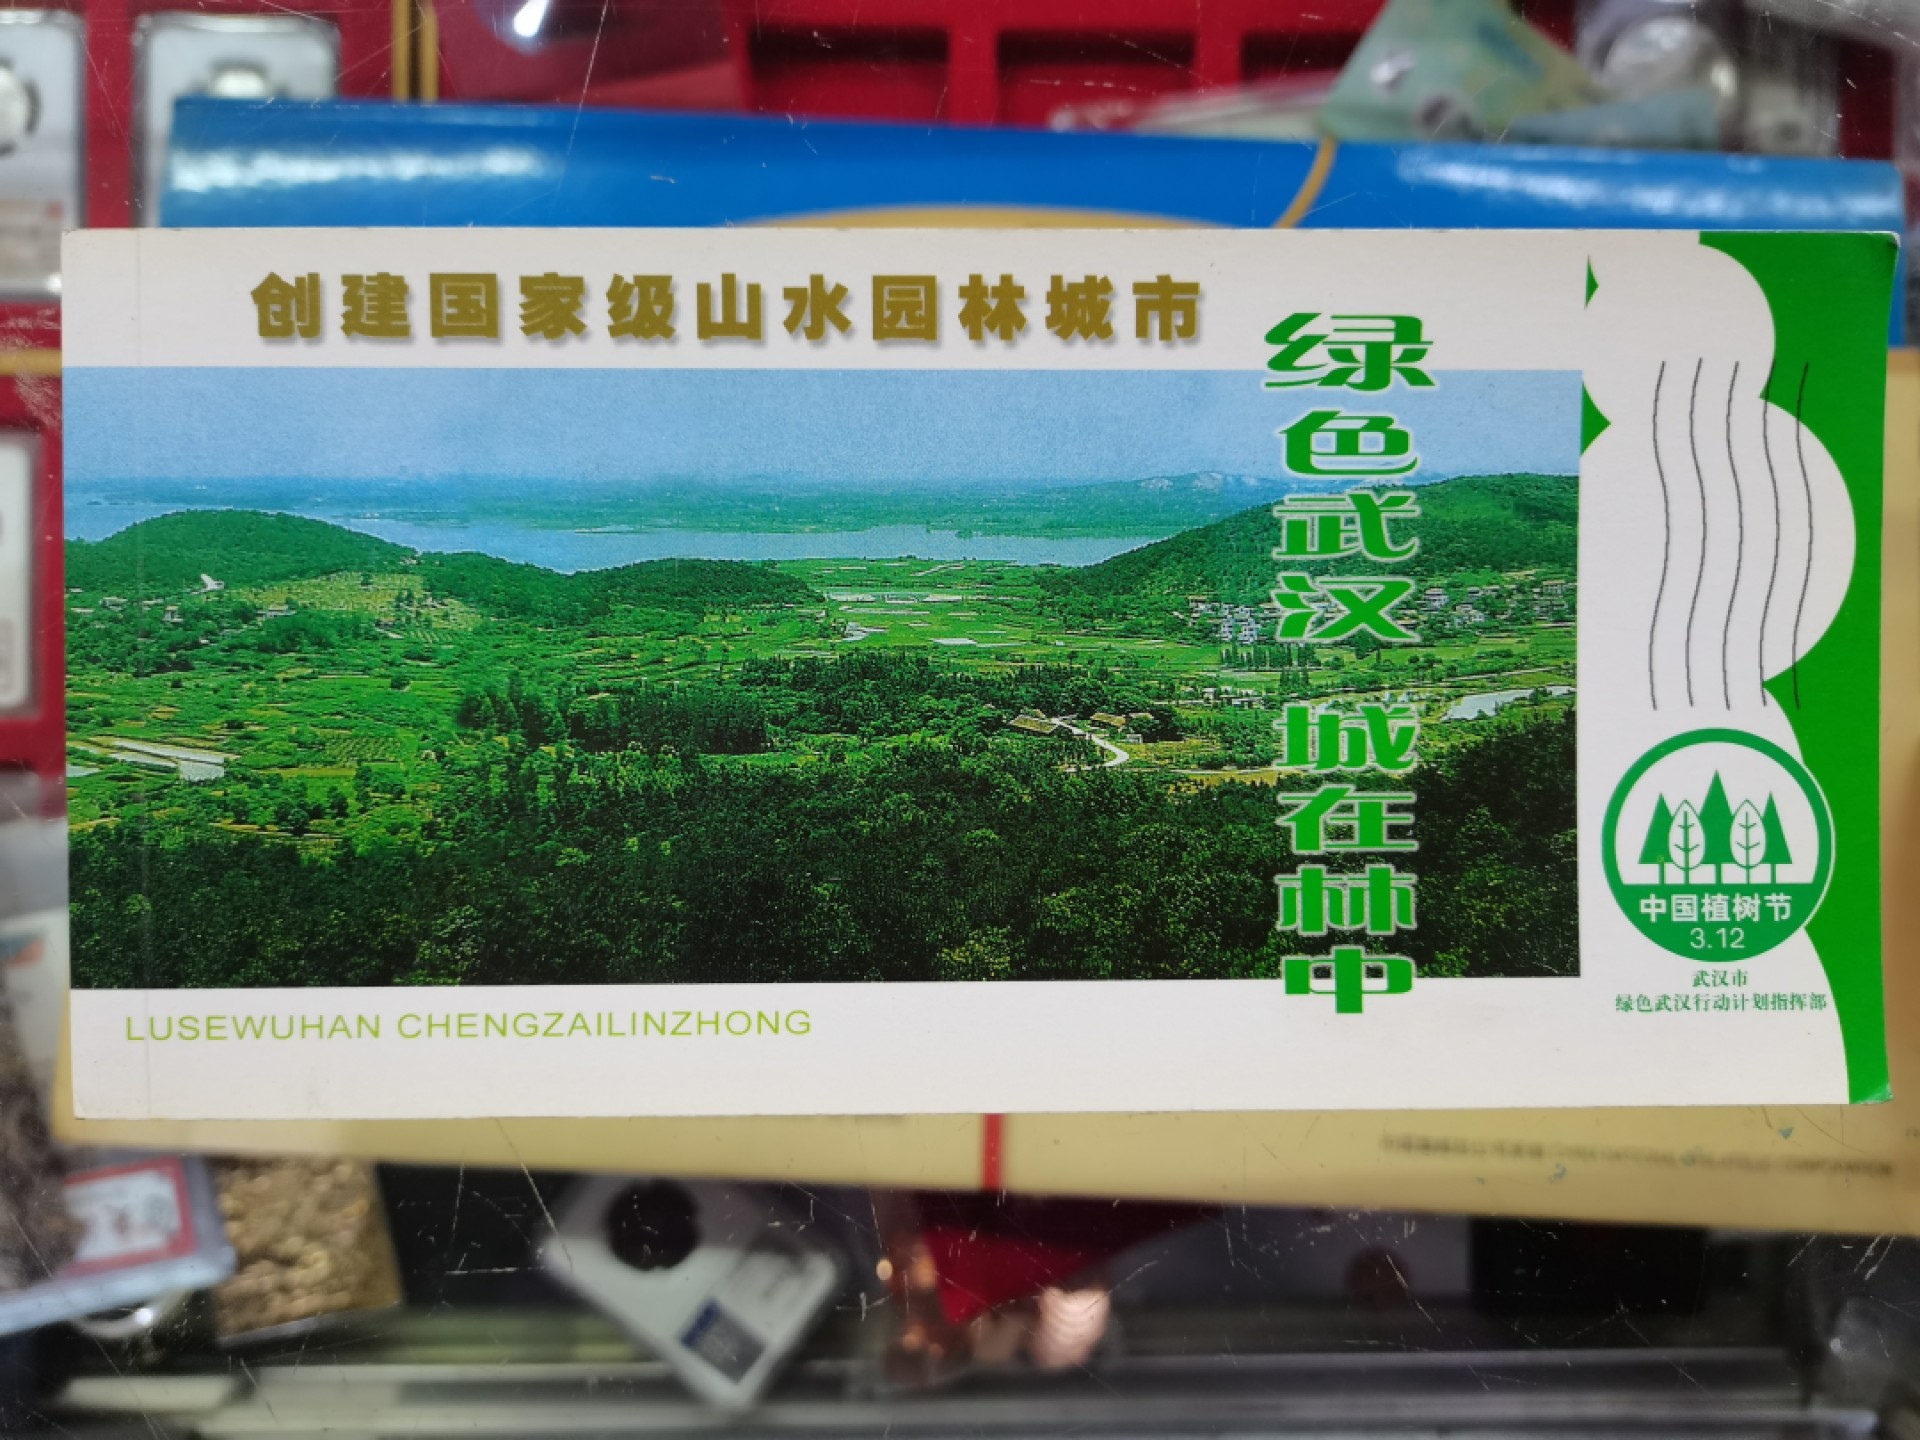 创建国家级山水园林城市
绿色武汉 城在林中
LUSEWUHAN CHENGZAILINZHONG
中国植树节
3.12
武汉市
绿色武汉行动计划指挥部